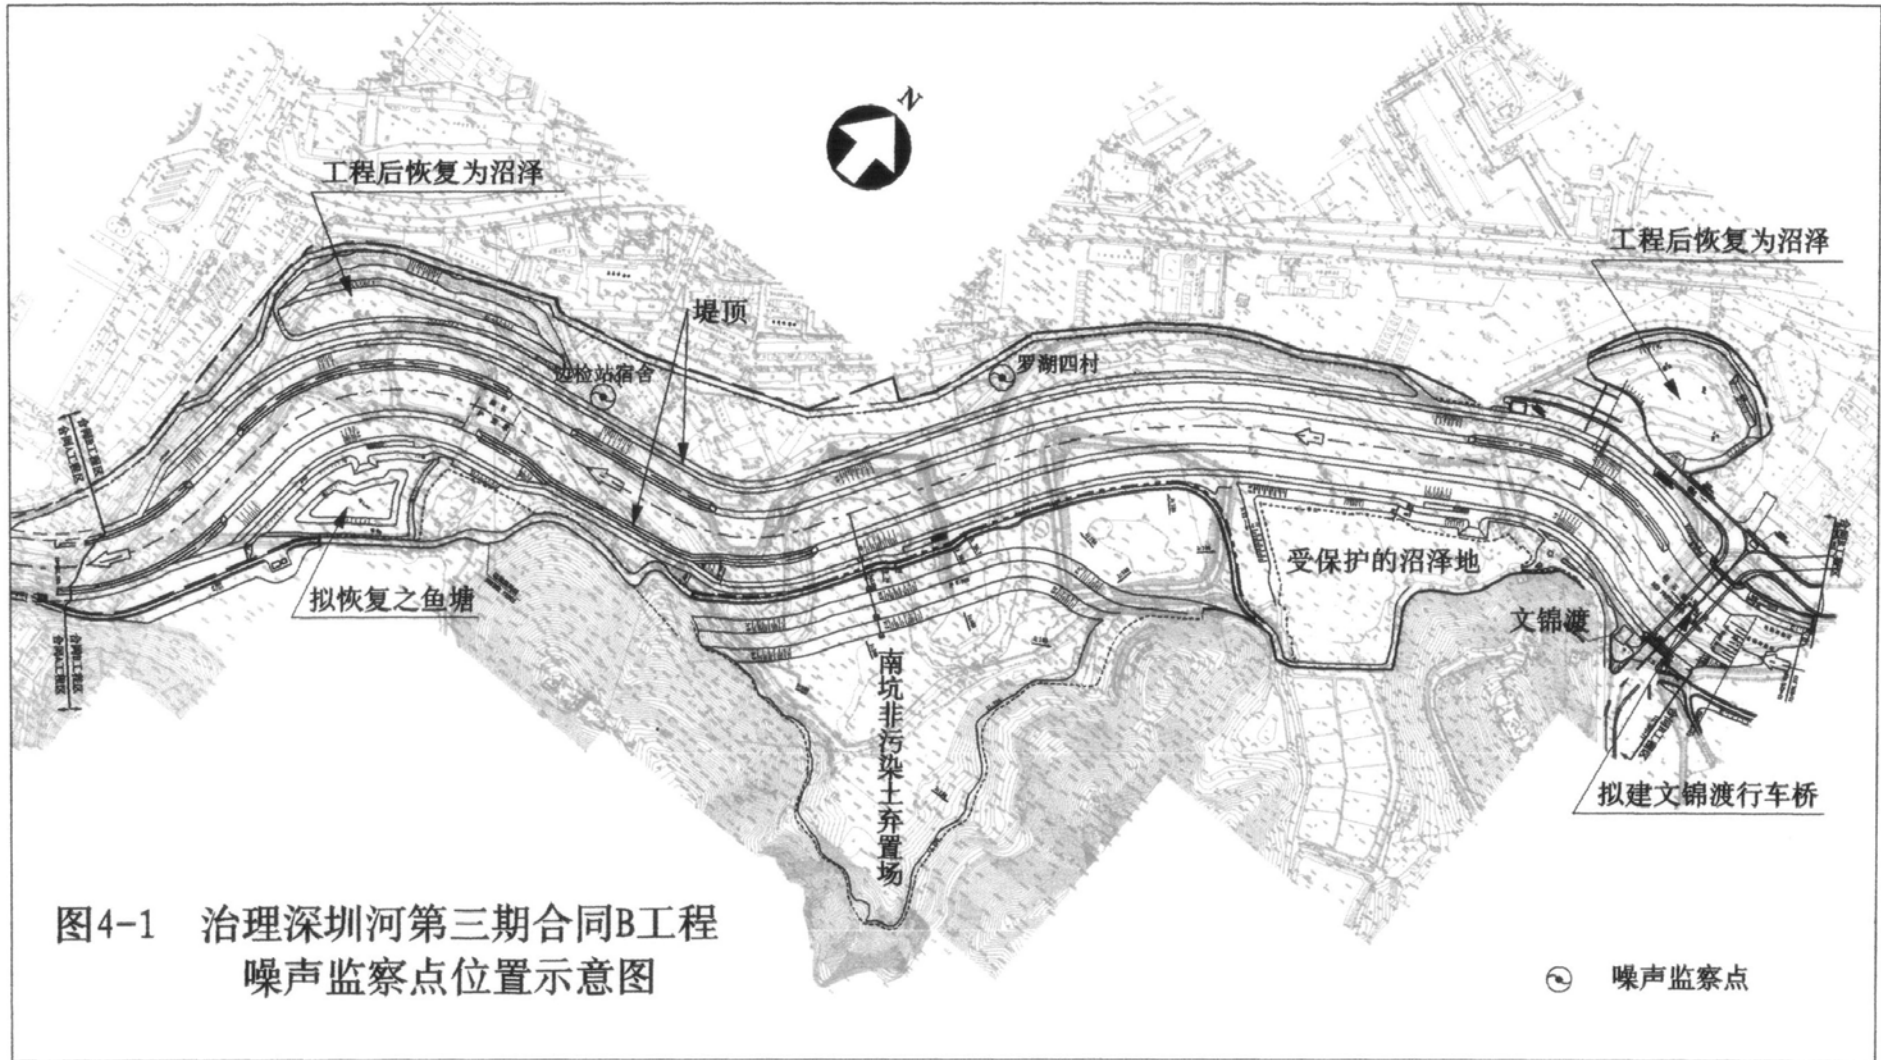 N
工程后恢复为沼泽
工程后恢复为沼泽
堤顶
边检站宿舍
罗湖四村
受保护的沼泽地
拟恢复之鱼塘
文锦渡
南坑非污染土弃置场
拟建文锦渡行车桥
图4-1 治理深圳河第三期合同B工程
噪声监察点位置示意图
噪声监察点